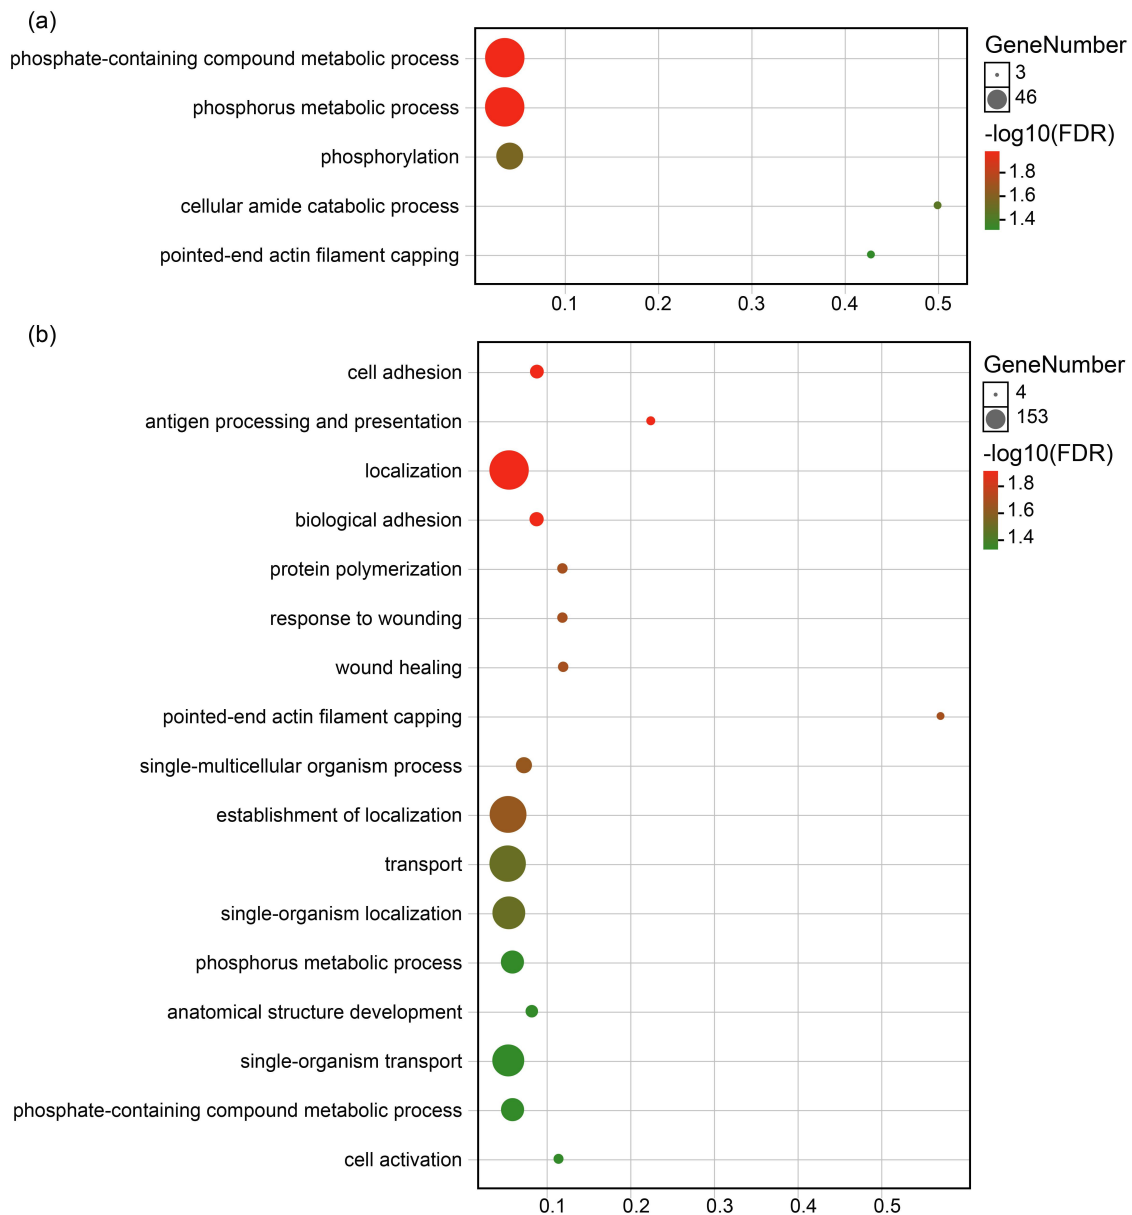 (a)
phosphate-containing compound metabolic process
phosphorus metabolic process
phosphorylation
cellular amide catabolic process
pointed-end actin filament capping
0.1 0.2 0.3 0.4 0.5
GeneNumber
3
46
-log10(FDR)
1.8
1.6
1.4
(b)
cell adhesion
antigen processing and presentation
localization
biological adhesion
protein polymerization
response to wounding
wound healing
pointed-end actin filament capping
single-multicellular organism process
establishment of localization
transport
single-organism localization
phosphorus metabolic process
anatomical structure development
single-organism transport
phosphate-containing compound metabolic process
cell activation
0.1 0.2 0.3 0.4 0.5
GeneNumber
4
153
-log10(FDR)
1.8
1.6
1.4